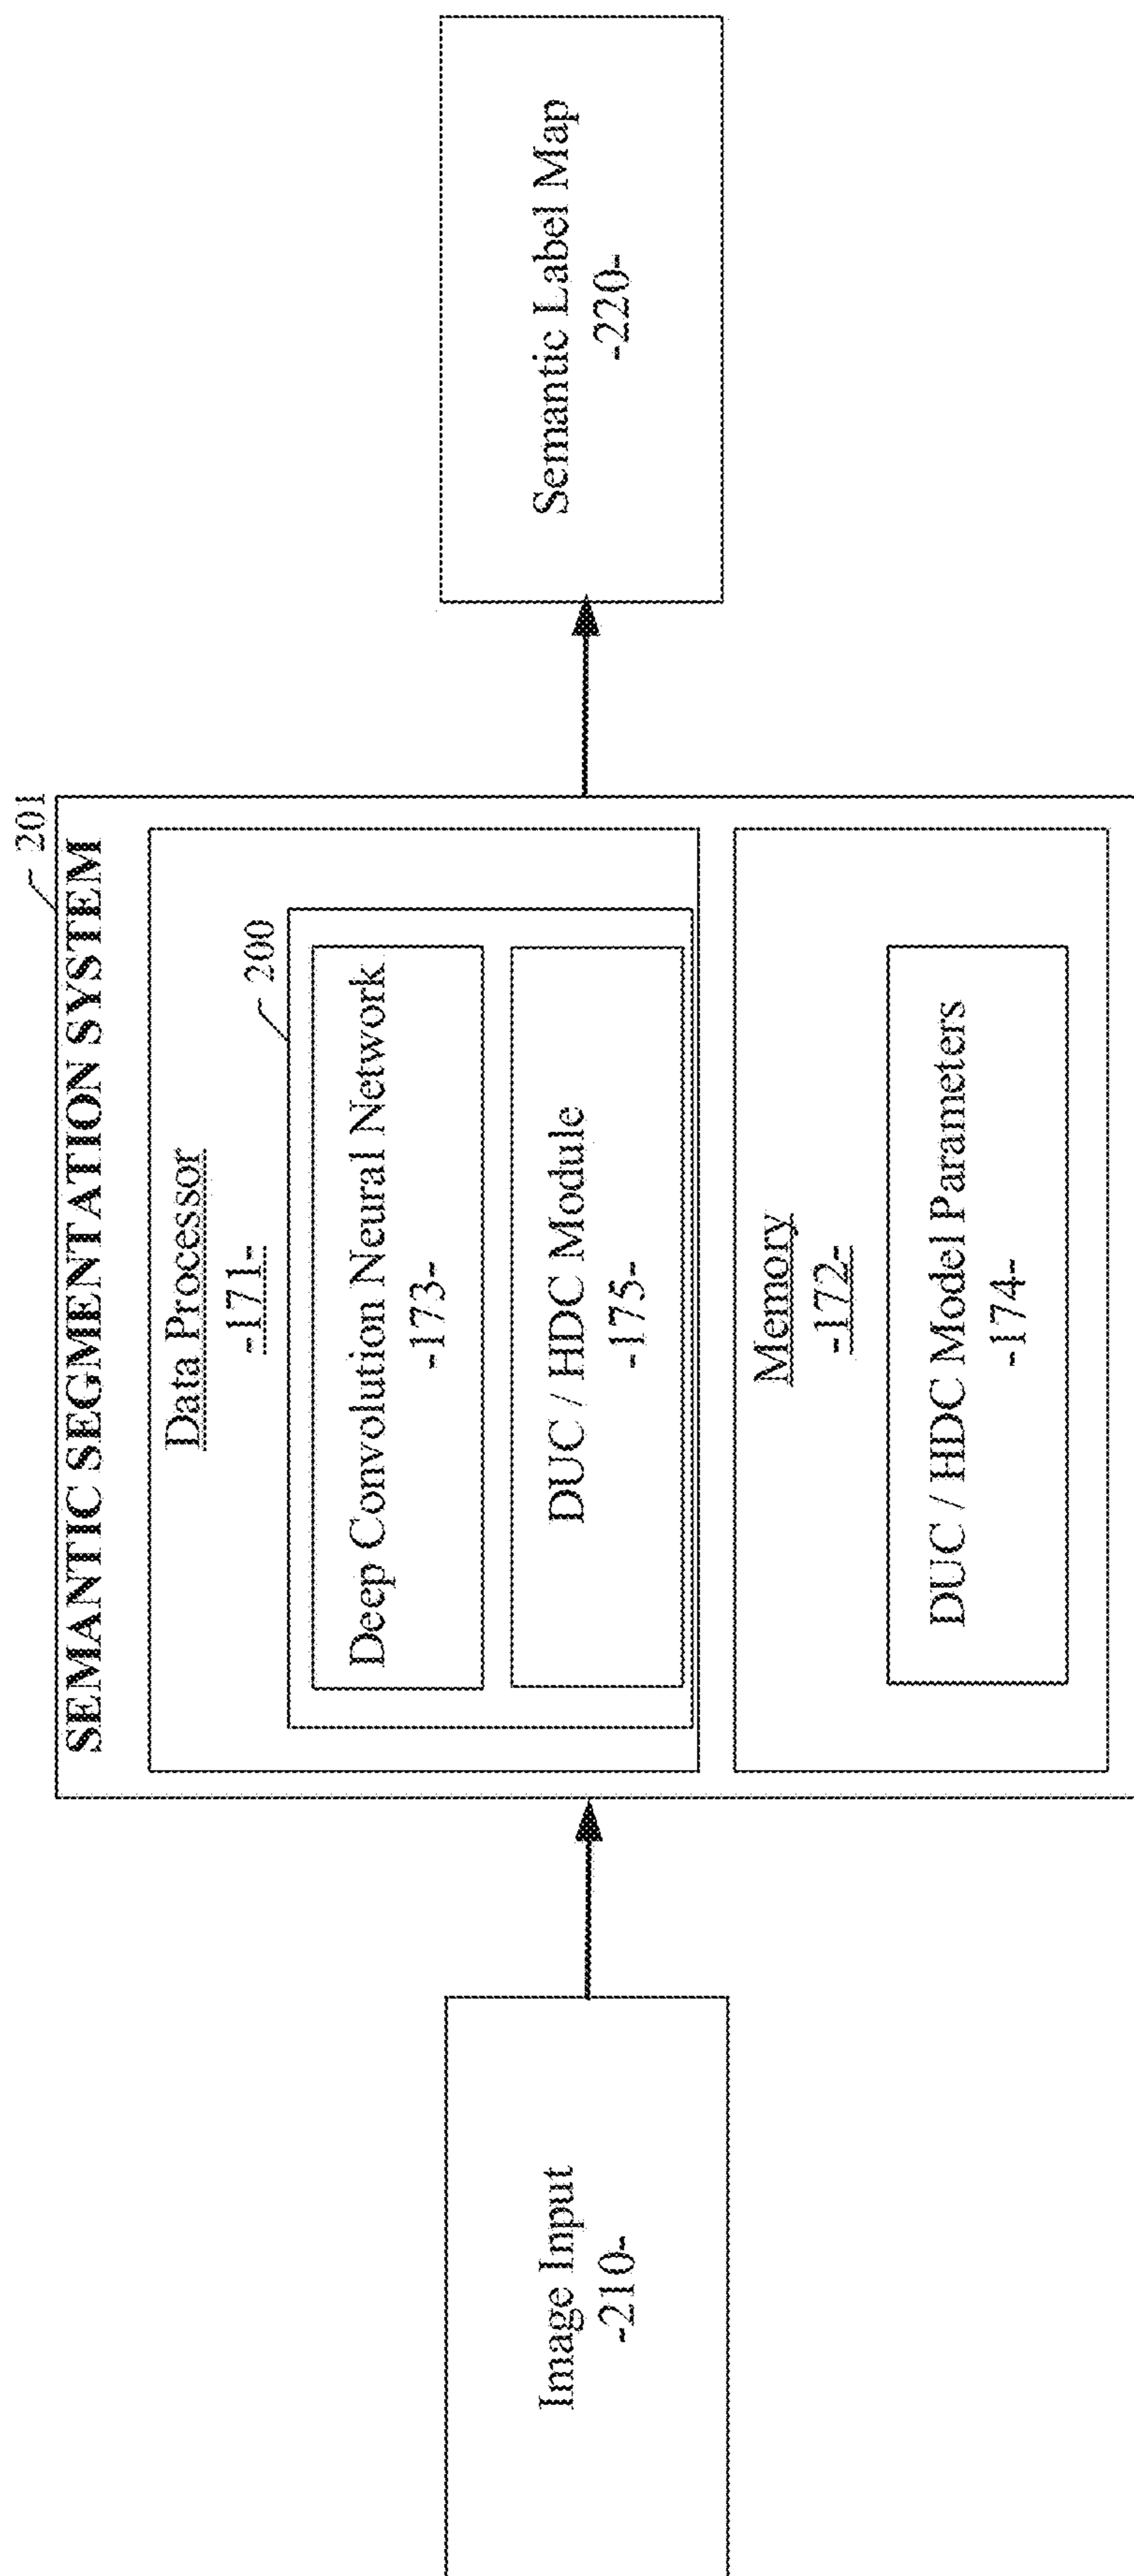 201
SEMANTIC SEGMENTATION SYSTEM
Data Processor
-171-
200
Deep Convolution Neural Network
-173-
DUC / HDC Module
-175-
Memory
-172-
DUC / HDC Model Parameters
-174-
Image Input
-210-
Semantic Label Map
-220-